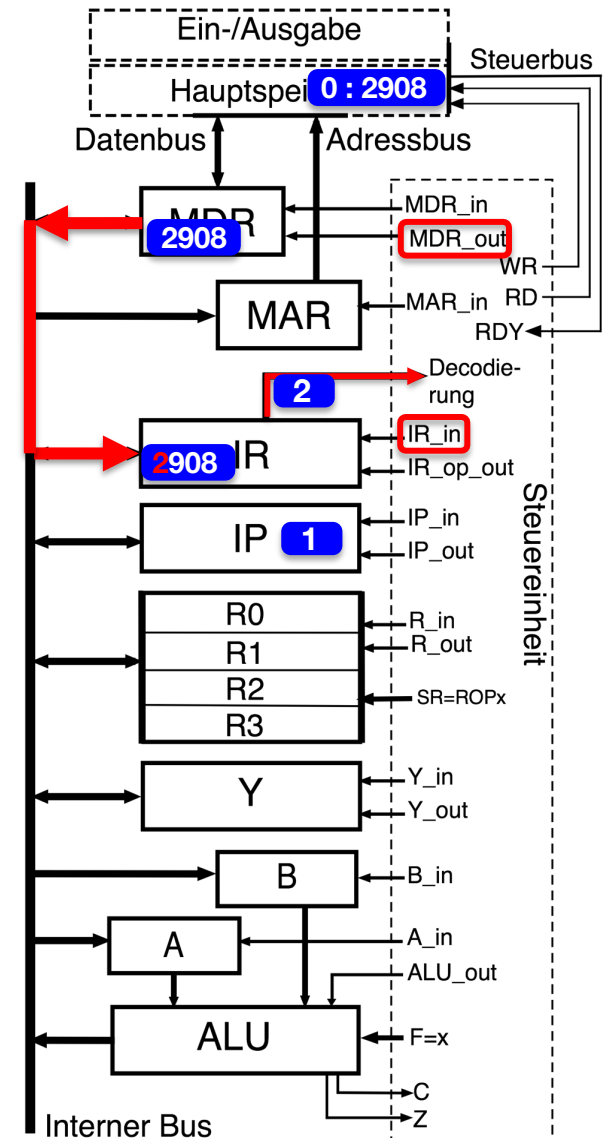 Ein-/Ausgabe
Steuerbus
Hauptspei 0 : 2908
Datenbus
Adressbus
MDR
2908
MDR_in
MDR_out
WR
RD
RDY
MAR
MAR_in
Decodie-
rung
2
2908 IR
IR_in
IR_op_out
IP 1
IP_in
IP_out
Steuereinheit
R0
R1
R2
R3
R_in
R_out
SR=ROPx
Y
Y_in
Y_out
B
B_in
A
A_in
ALU_out
ALU
F=x
C
Z
Interner Bus